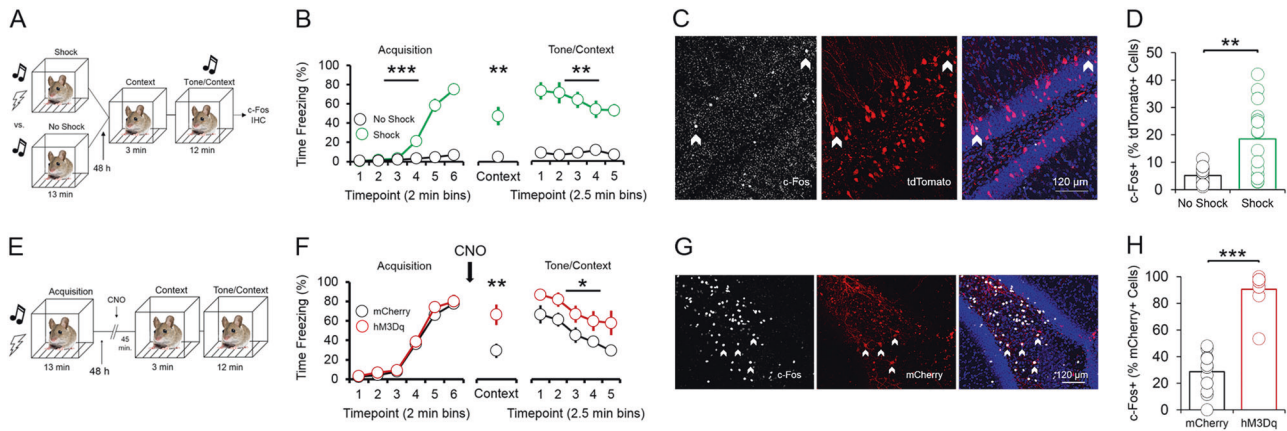 A
Shock
vs.
No Shock
13 min
48 h
Context
3 min
Tone/Context
12 min
c-Fos
IHC
B
Acquisition
Tone/Context
***
**
**
Time Freezing (%)
100
80
60
40
20
0
No Shock
Shock
1 2 3 4 5 6
Context
1 2 3 4 5
Timepoint (2 min bins)
Timepoint (2.5 min bins)
C
c-Fos
tdTomato
120 µm
D
**
c-Fos+ (% tdTomato+ Cells)
50
40
30
20
10
0
No Shock
Shock
E
Acquisition
13 min
48 h
CNO
45
min.
Context
3 min
Tone/Context
12 min
F
CNO
Acquisition
Tone/Context
**
*
Time Freezing (%)
100
80
60
40
20
0
mCherry
hM3Dq
1 2 3 4 5 6
Context
1 2 3 4 5
Timepoint (2 min bins)
Timepoint (2.5 min bins)
G
c-Fos
mCherry
120 µm
H
***
c-Fos+ (% mCherry+ Cells)
100
80
60
40
20
0
mCherry
hM3Dq